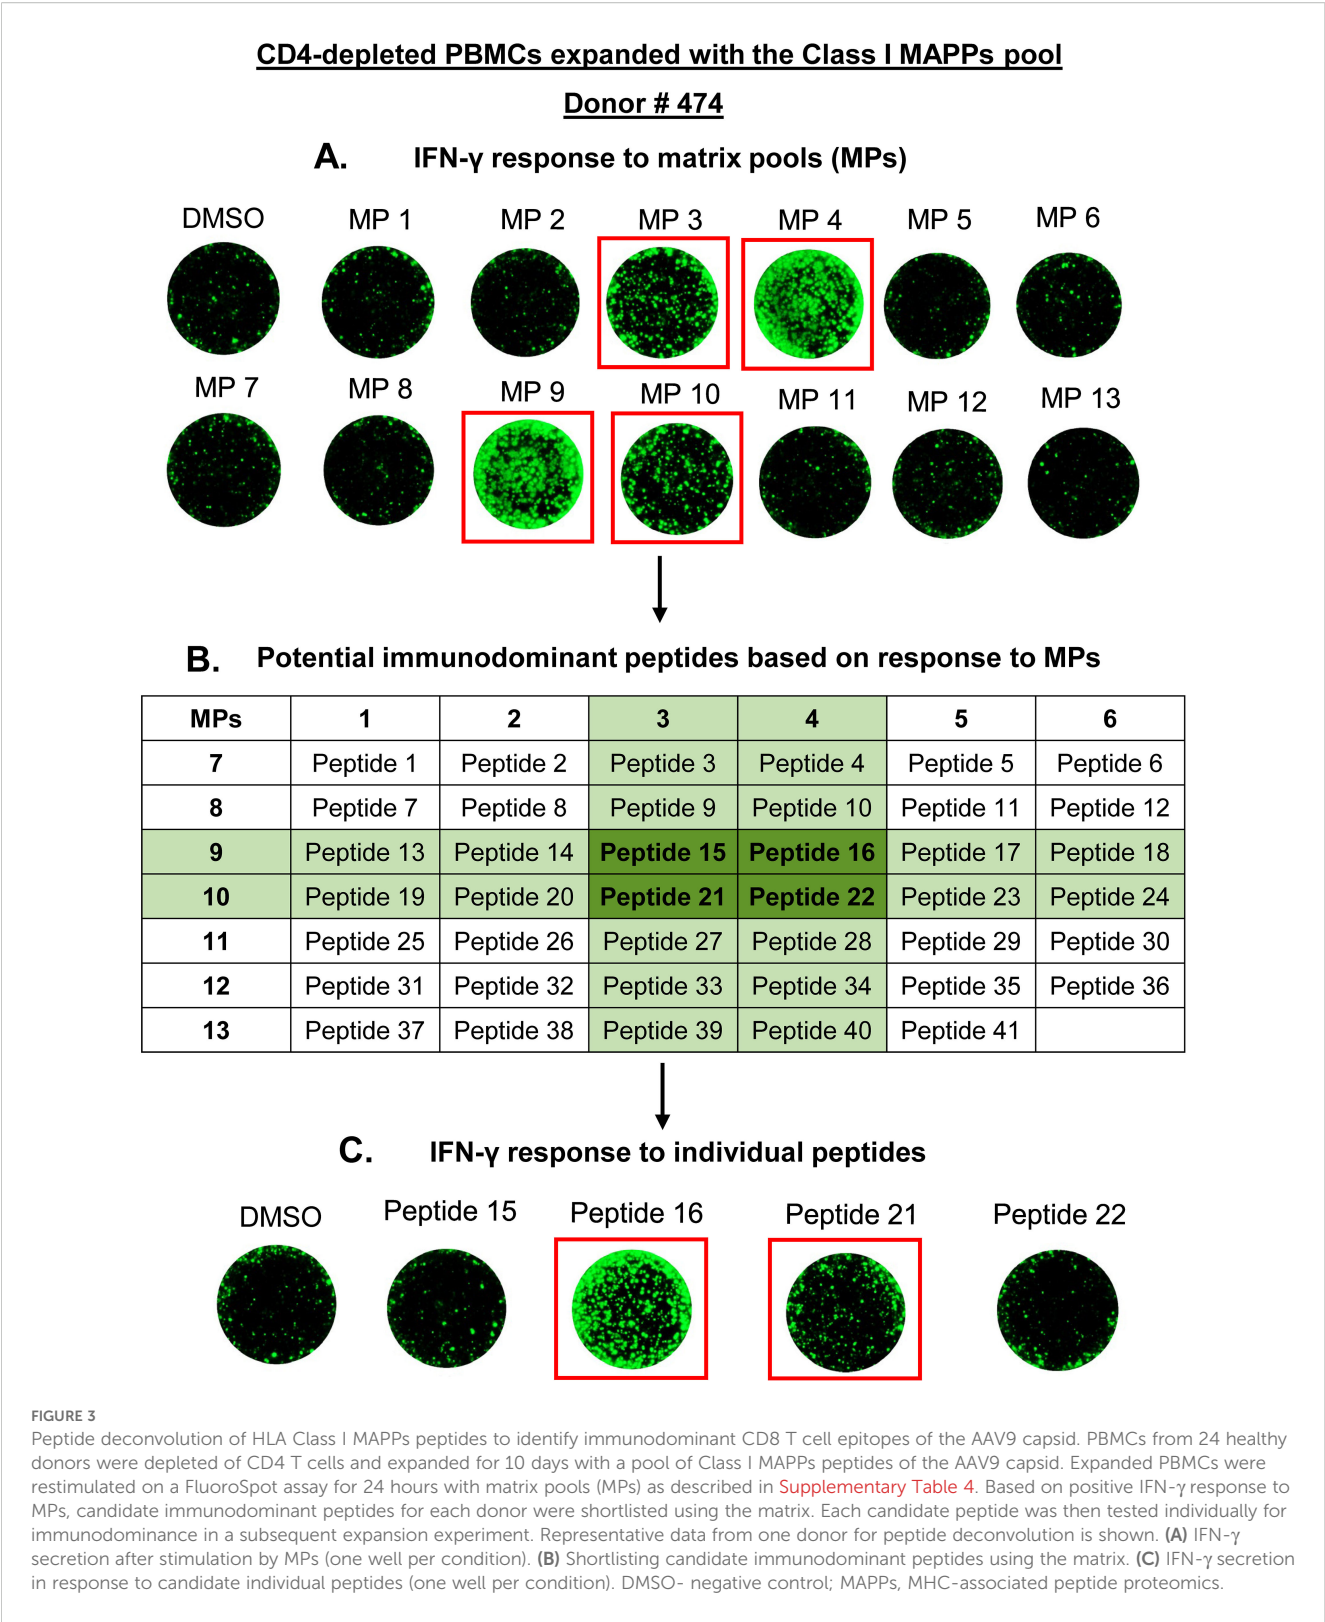 CD4-depleted PBMCs expanded with the Class I MAPPs pool
Donor # 474
A. IFN-γ response to matrix pools (MPs)
DMSO MP 1 MP 2 MP 3 MP 4 MP 5 MP 6
MP 7 MP 8 MP 9 MP 10 MP 11 MP 12 MP 13
B. Potential immunodominant peptides based on response to MPs
MPs 1 2 3 4 5 6
7 Peptide 1 Peptide 2 Peptide 3 Peptide 4 Peptide 5 Peptide 6
8 Peptide 7 Peptide 8 Peptide 9 Peptide 10 Peptide 11 Peptide 12
9 Peptide 13 Peptide 14 Peptide 15 Peptide 16 Peptide 17 Peptide 18
10 Peptide 19 Peptide 20 Peptide 21 Peptide 22 Peptide 23 Peptide 24
11 Peptide 25 Peptide 26 Peptide 27 Peptide 28 Peptide 29 Peptide 30
12 Peptide 31 Peptide 32 Peptide 33 Peptide 34 Peptide 35 Peptide 36
13 Peptide 37 Peptide 38 Peptide 39 Peptide 40 Peptide 41
C. IFN-γ response to individual peptides
DMSO Peptide 15 Peptide 16 Peptide 21 Peptide 22
FIGURE 3
Peptide deconvolution of HLA Class I MAPPs peptides to identify immunodominant CD8 T cell epitopes of the AAV9 capsid. PBMCs from 24 healthy
donors were depleted of CD4 T cells and expanded for 10 days with a pool of Class I MAPPs peptides of the AAV9 capsid. Expanded PBMCs were
restimulated on a FluoroSpot assay for 24 hours with matrix pools (MPs) as described in Supplementary Table 4. Based on positive IFN-γ response to
MPs, candidate immunodominant peptides for each donor were shortlisted using the matrix. Each candidate peptide was then tested individually for
immunodominance in a subsequent expansion experiment. Representative data from one donor for peptide deconvolution is shown. (A) IFN-γ
secretion after stimulation by MPs (one well per condition). (B) Shortlisting candidate immunodominant peptides using the matrix. (C) IFN-γ secretion
in response to candidate individual peptides (one well per condition). DMSO- negative control; MAPPs, MHC-associated peptide proteomics.